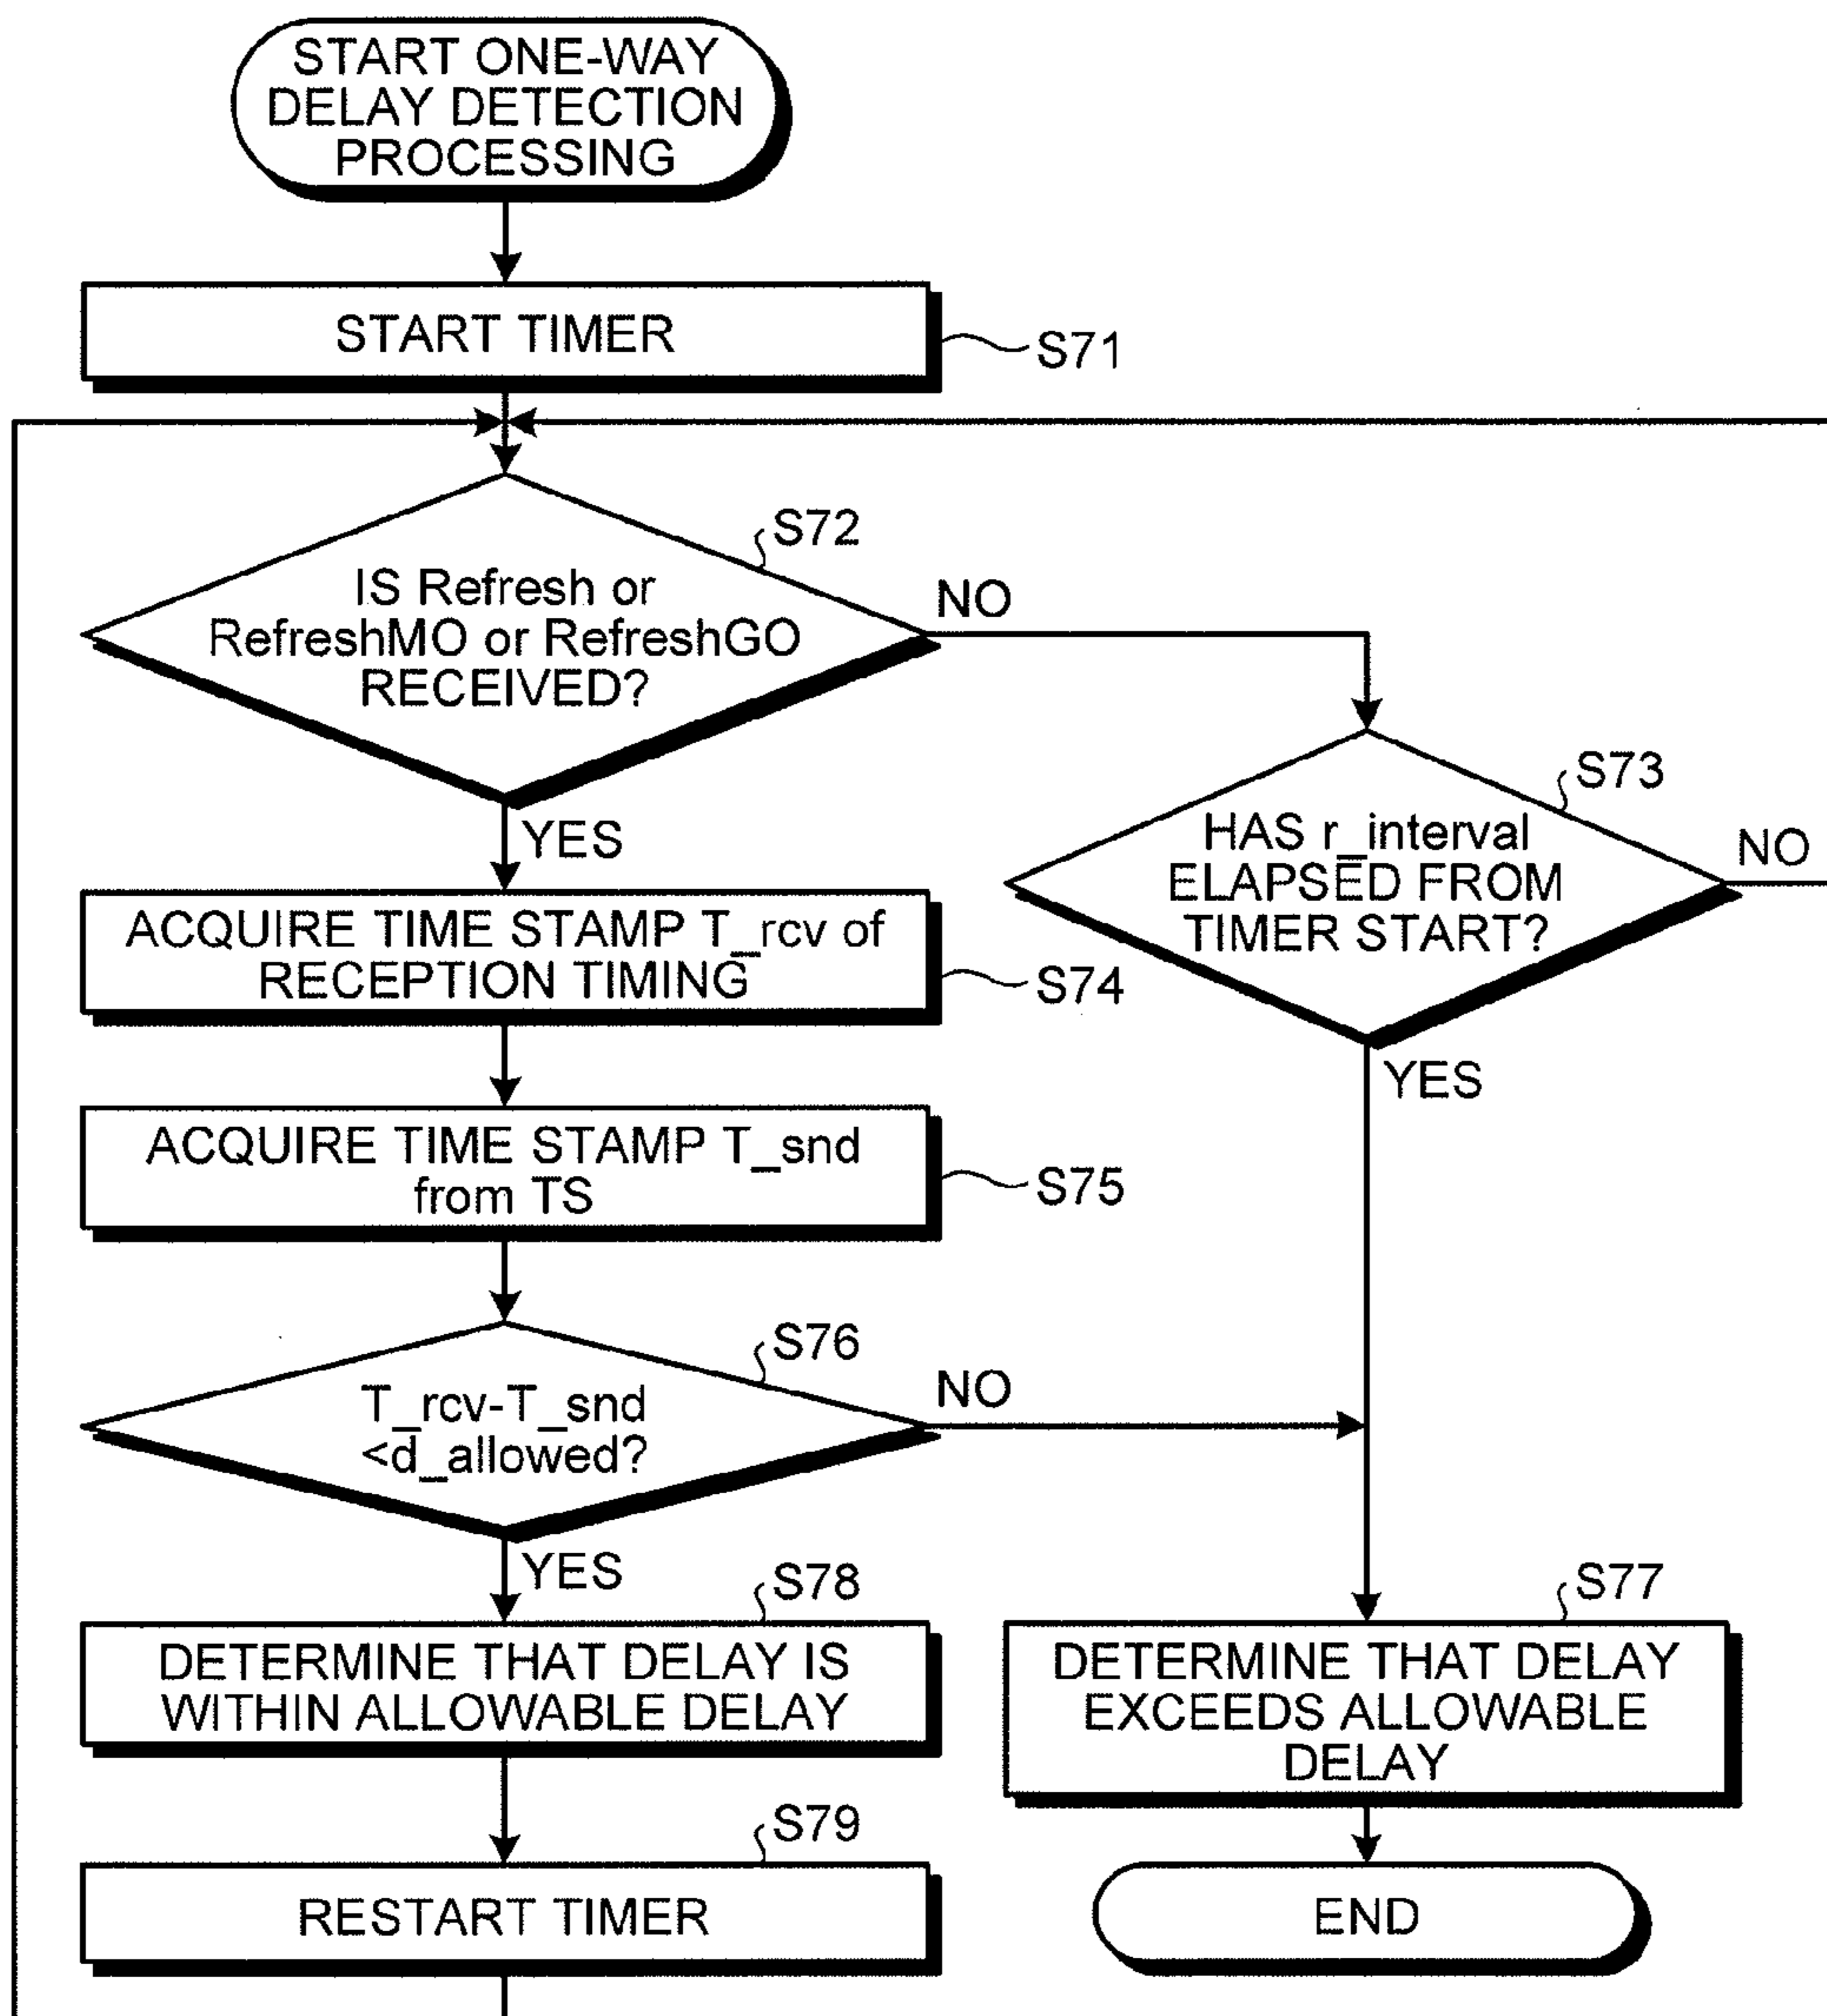 START ONE-WAY
DELAY DETECTION
PROCESSING
START TIMER
S71
S72
IS Refresh or
RefreshMO or RefreshGO
RECEIVED?
NO
YES
S73
HAS r_interval
ELAPSED FROM
TIMER START?
NO
YES
ACQUIRE TIME STAMP T_rcv of
RECEPTION TIMING
S74
ACQUIRE TIME STAMP T_snd
from TS
S75
S76
T_rcv-T_snd
<d_allowed?
NO
YES
S78
DETERMINE THAT DELAY IS
WITHIN ALLOWABLE DELAY
S77
DETERMINE THAT DELAY
EXCEEDS ALLOWABLE
DELAY
S79
RESTART TIMER
END